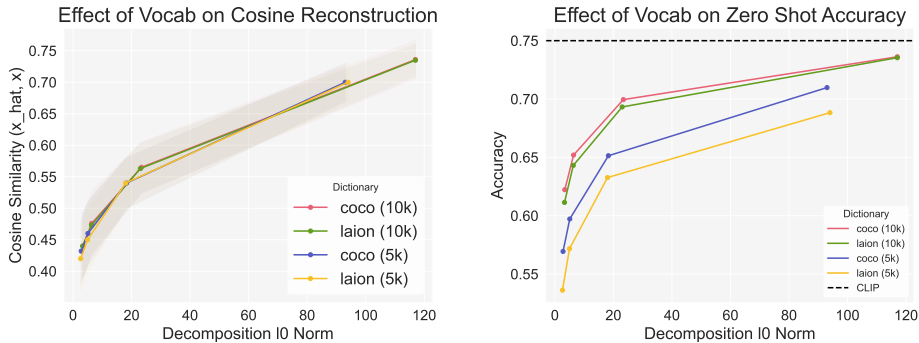 Effect of Vocab on Cosine Reconstruction
Cosine Similarity (x_hat, x)
0.75
0.70
0.65
0.60
0.55
0.50
0.45
0.40
Dictionary
coco (10k)
laion (10k)
coco (5k)
laion (5k)
0 20 40 60 80 100 120
Decomposition l0 Norm
Effect of Vocab on Zero Shot Accuracy
Accuracy
0.75
0.70
0.65
0.60
0.55
Dictionary
coco (10k)
laion (10k)
coco (5k)
laion (5k)
CLIP
0 20 40 60 80 100 120
Decomposition l0 Norm